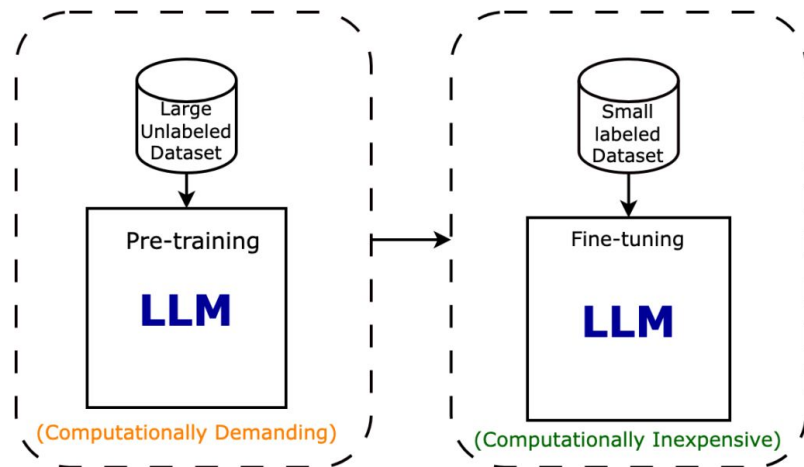 Large
Unlabeled
Dataset
Pre-training
LLM
(Computationally Demanding)
Small
labeled
Dataset
Fine-tuning
LLM
(Computationally Inexpensive)